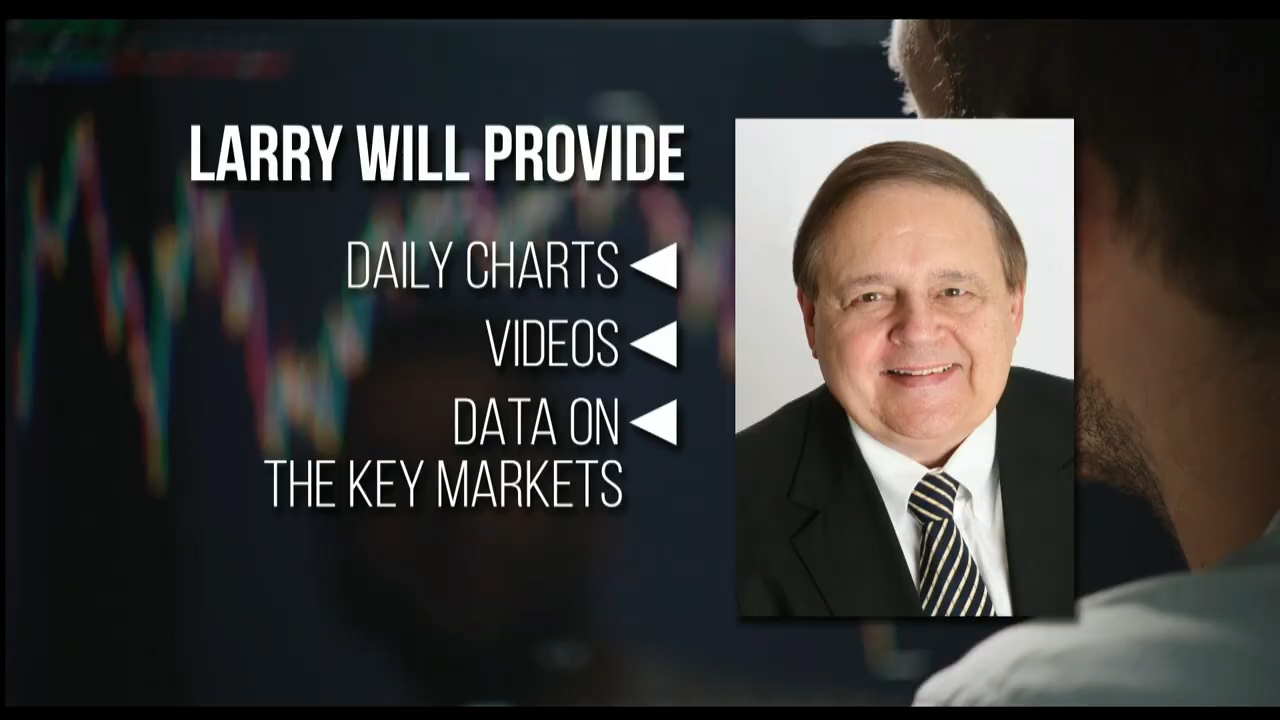 LARRY WILL PROVIDE
DAILY CHARTS
VIDEOS
DATA ON
THE KEY MARKETS